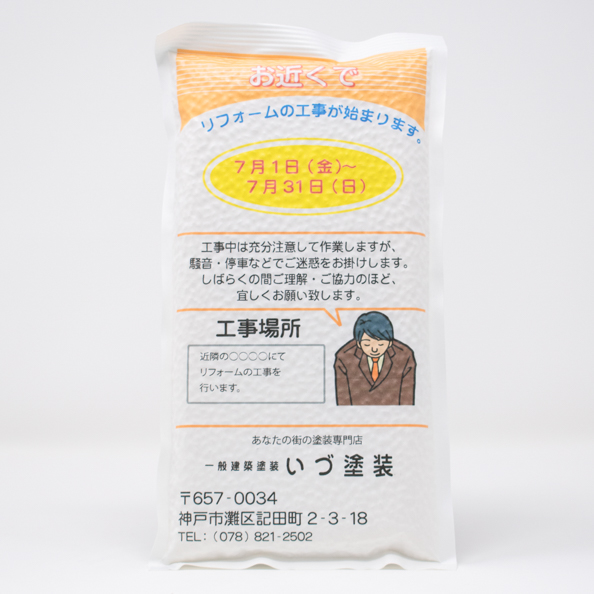 お近くで
リフォームの工事が始まります。
7月1日(金)～
7月31日(日)
工事中は充分注意して作業しますが、
騒音・停車などでご迷惑をお掛けします。
しばらくの間ご理解・ご協力のほど、
宜しくお願い致します。
工事場所
近隣の〇〇〇〇にて
リフォームの工事を
行います。
あなたの街の塗装専門店
一般建築塗装 いづ塗装
〒657-0034
神戸市灘区記田町2-3-18
TEL:(078)821-2502